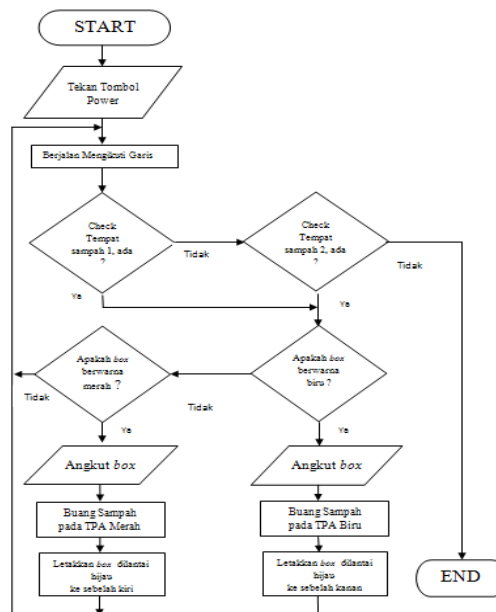 START
Tekan Tombol
Power
Berjalan Mengikuti Garis
Check
Tempat
sampah 1, ada
?
Tidak
Check
Tempat
sampah 2, ada
?
Tidak
Ya
Ya
Apakah box
berwarna
merah ?
Tidak
Apakah box
berwarna
biru ?
Tidak
Ya
Ya
Angkut box
Angkut box
Buang Sampah
pada TPA Merah
Buang Sampah
pada TPA Biru
Letakkan box dilantai
hijau
ke sebelah kiri
Letakkan box dilantai
hijau
ke sebelah kanan
END